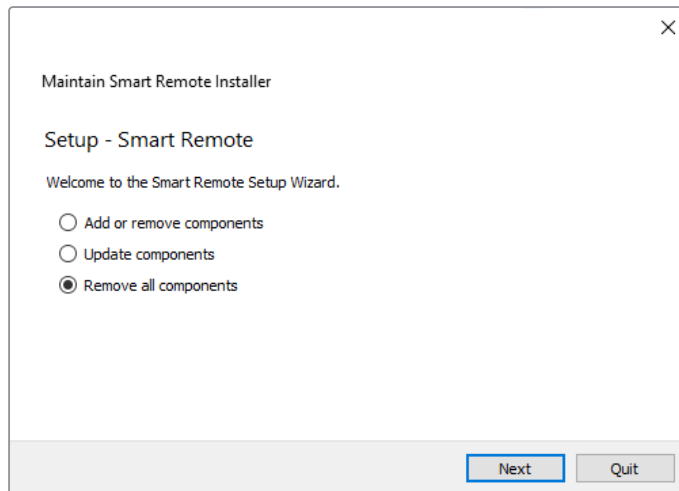 Maintain Smart Remote Installer
Setup - Smart Remote
Welcome to the Smart Remote Setup Wizard.
Add or remove components
Update components
Remove all components
Next
Quit